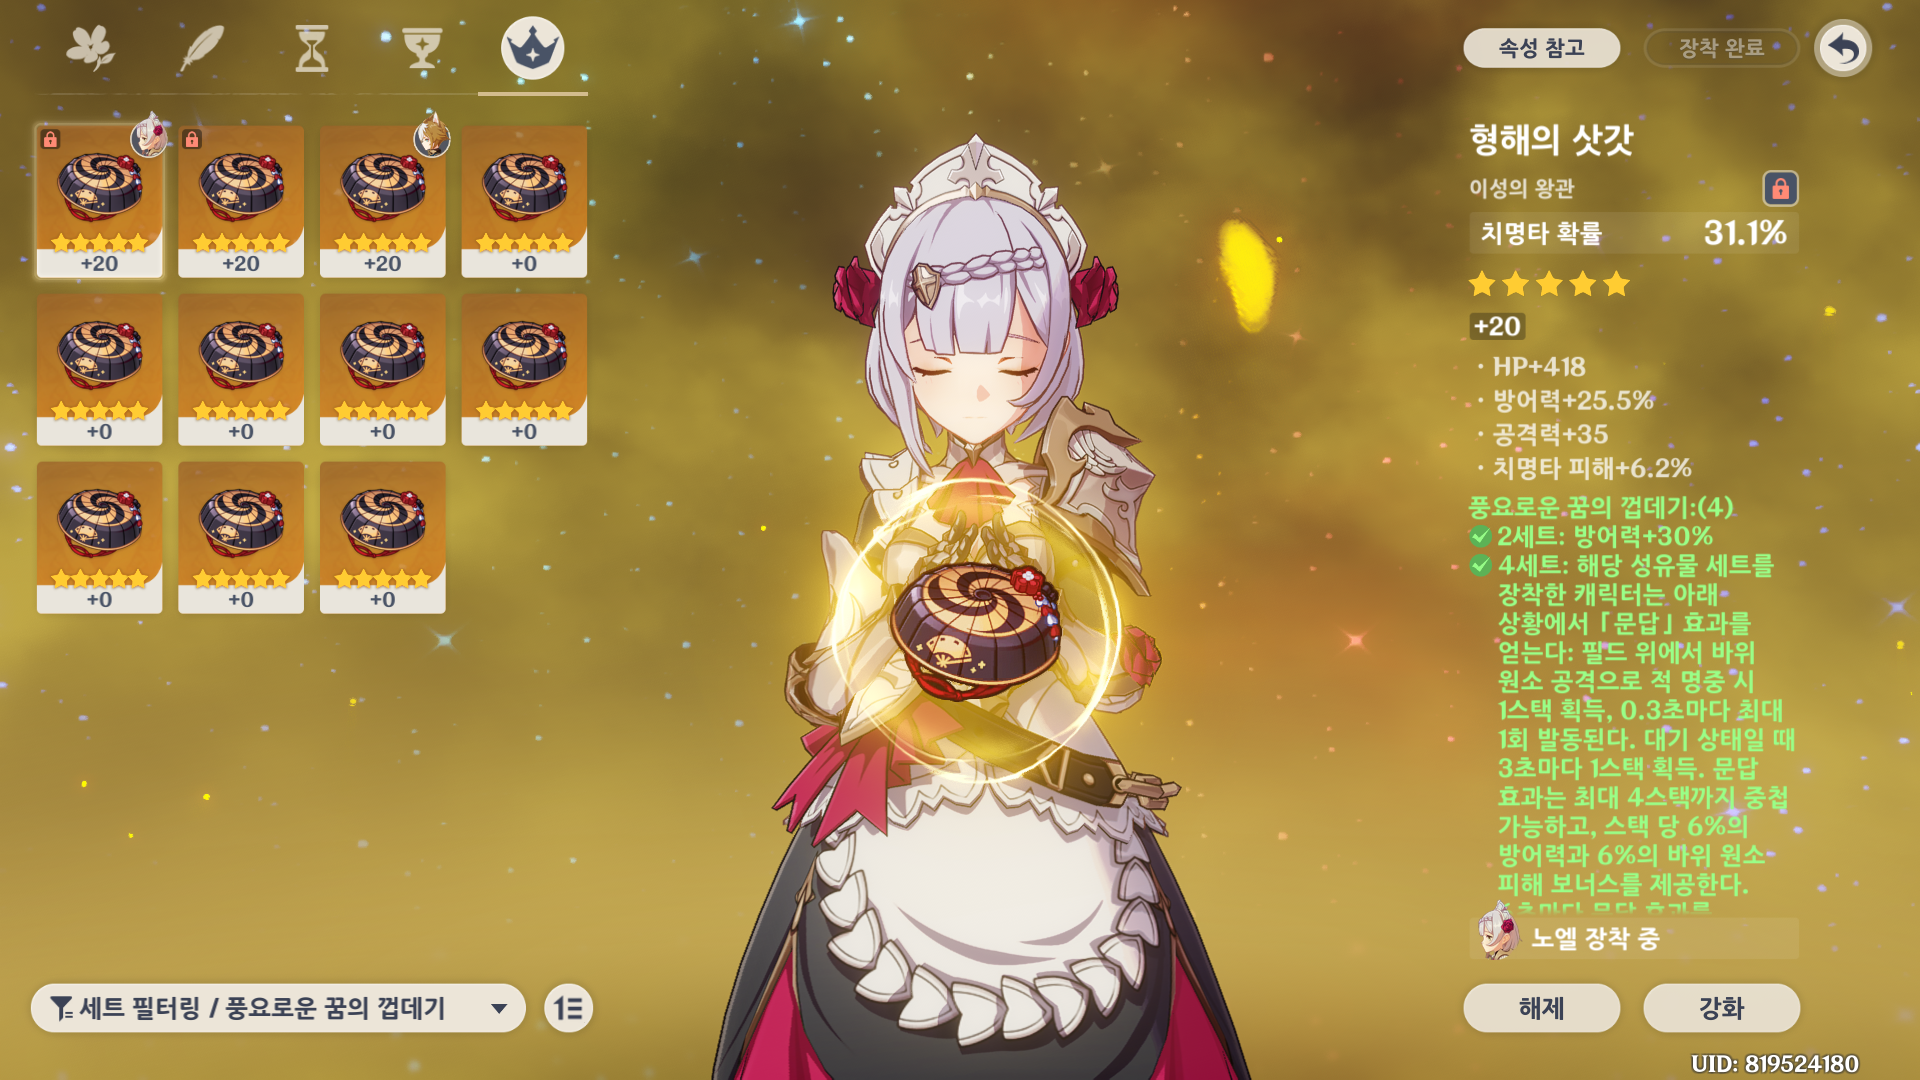 속성 참고
장착 완료
+20
+20
+20
+0
+0
+0
+0
+0
+0
+0
+0
형해의 삿갓
이성의 왕관
치명타 확률 31.1%
+20
· HP+418
· 방어력+25.5%
· 공격력+35
· 치명타 피해+6.2%
풍요로운 꿈의 껍데기:(4)
2세트: 방어력+30%
4세트: 해당 성유물 세트를
장착한 캐릭터는 아래
상황에서 「문답」 효과를
얻는다: 필드 위에서 바위
원소 공격으로 적 명중 시
1스택 획득, 0.3초마다 최대
1회 발동된다. 대기 상태일 때
3초마다 1스택 획득. 문답
효과는 최대 4스택까지 중첩
가능하고, 스택 당 6%의
방어력과 6%의 바위 원소
피해 보너스를 제공한다.
초마다 문답 효과를
노엘 장착 중
세트 필터링 / 풍요로운 꿈의 껍데기
해제
강화
UID: 819524180